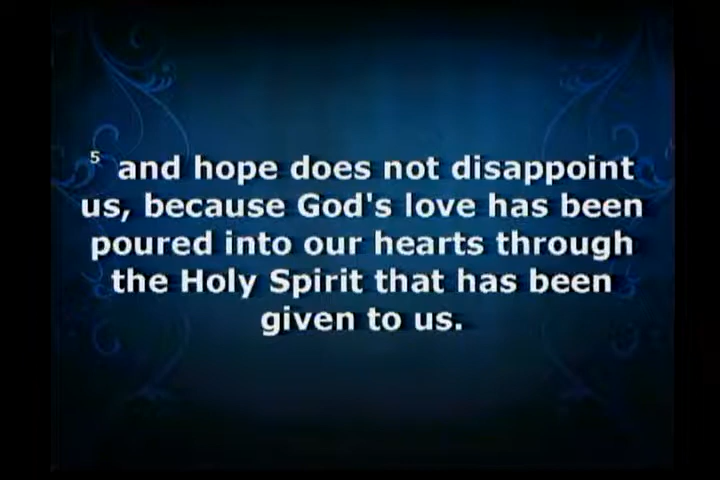 5 and hope does not disappoint
us, because God's love has been
poured into our hearts through
the Holy Spirit that has been
given to us.